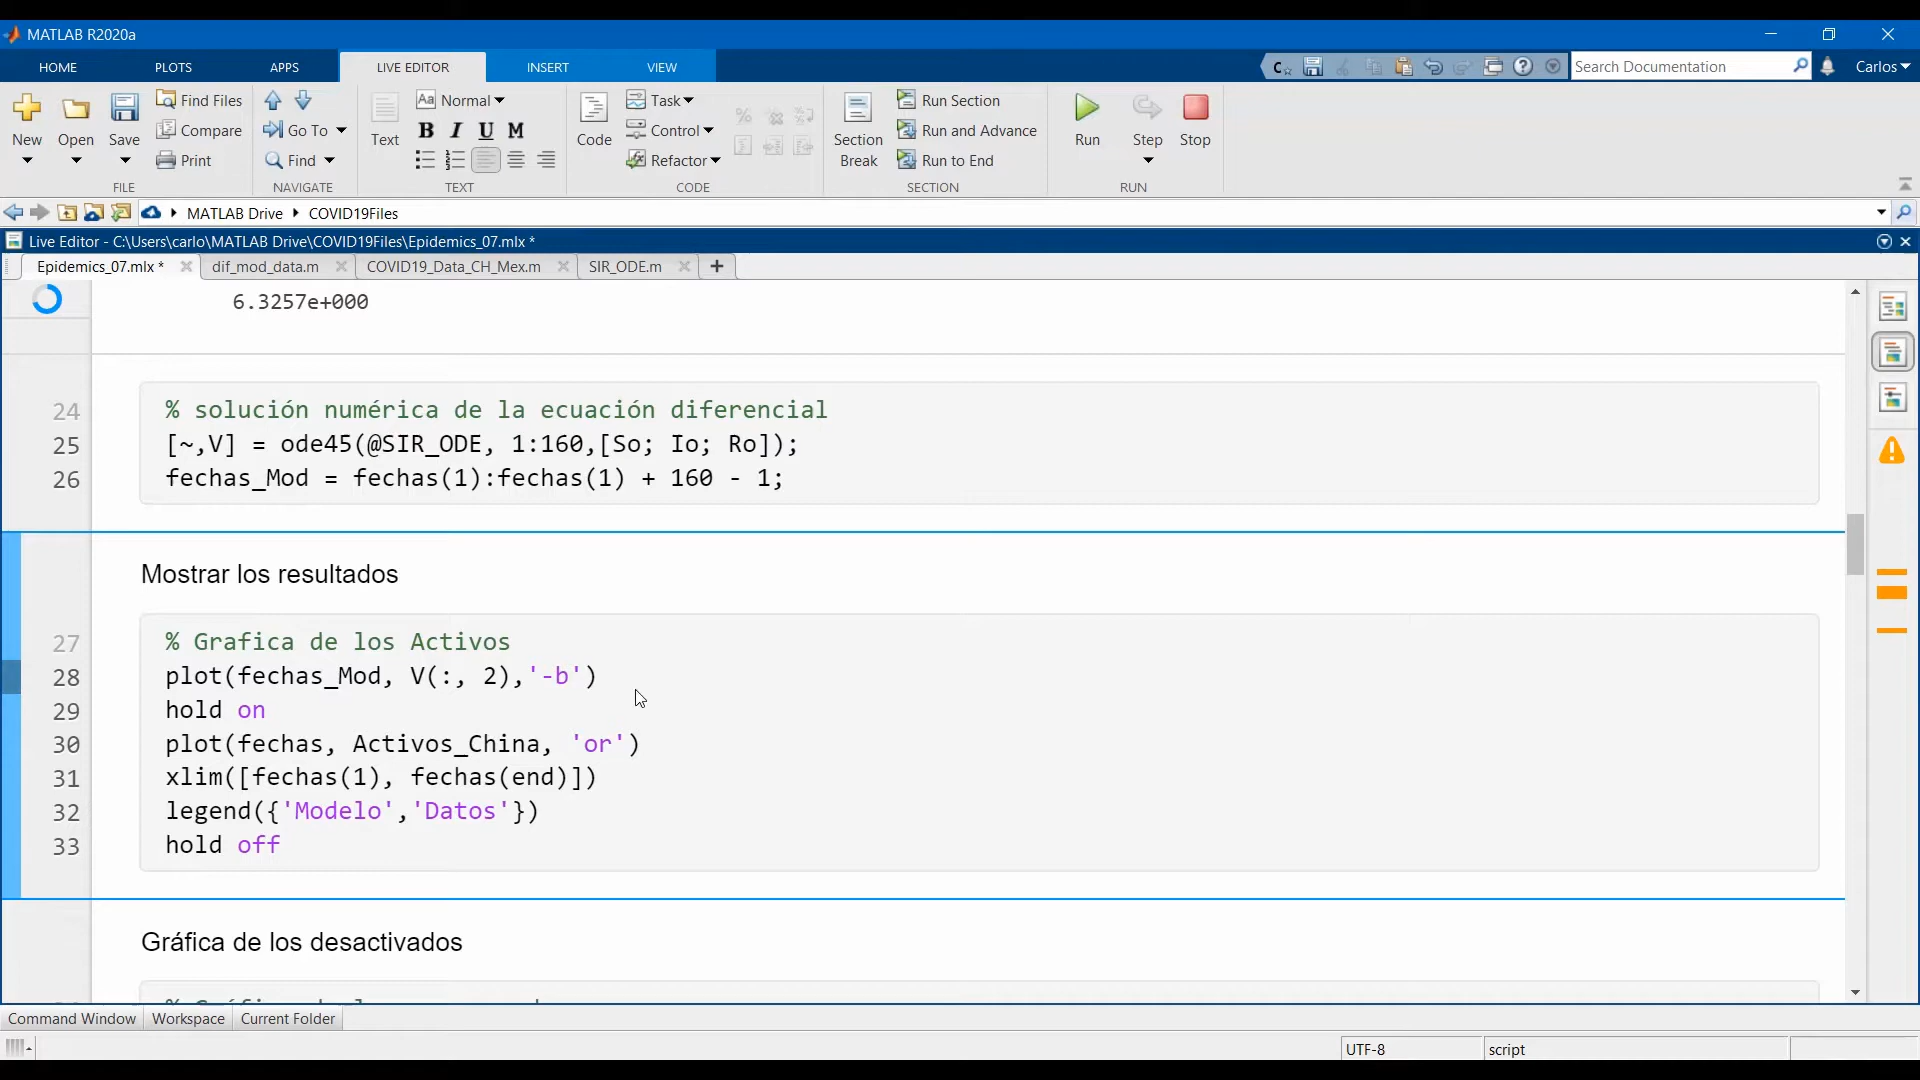 MATLAB R2020a
HOME PLOTS APPS LIVE EDITOR INSERT VIEW
Search Documentation
Carlos
New Open Save
Find Files
Compare
Print
FILE
Go To
Find
NAVIGATE
Text
Aa Normal
B I U M
TEXT
Code
Task
Control
Refactor
CODE
Section Break
Run Section
Run and Advance
Run to End
SECTION
Run Step Stop
RUN
MATLAB Drive COVID19Files
Live Editor - C:\Users\carlo\MATLAB Drive\COVID19Files\Epidemics_07.mlx *
Epidemics_07.mlx * dif_mod_data.m COVID19_Data_CH_Mex.m SIR_ODE.m
6.3257e+000
24 % solución numérica de la ecuación diferencial
25 [~,V] = ode45(@SIR_ODE, 1:160,[So; Io; Ro]);
26 fechas_Mod = fechas(1):fechas(1) + 160 - 1;
Mostrar los resultados
27 % Grafica de los Activos
28 plot(fechas_Mod, V(:, 2),'-b')
29 hold on
30 plot(fechas, Activos_China, 'or')
31 xlim([fechas(1), fechas(end)])
32 legend({'Modelo','Datos'})
33 hold off
Gráfica de los desactivados
Command Window Workspace Current Folder
UTF-8 script